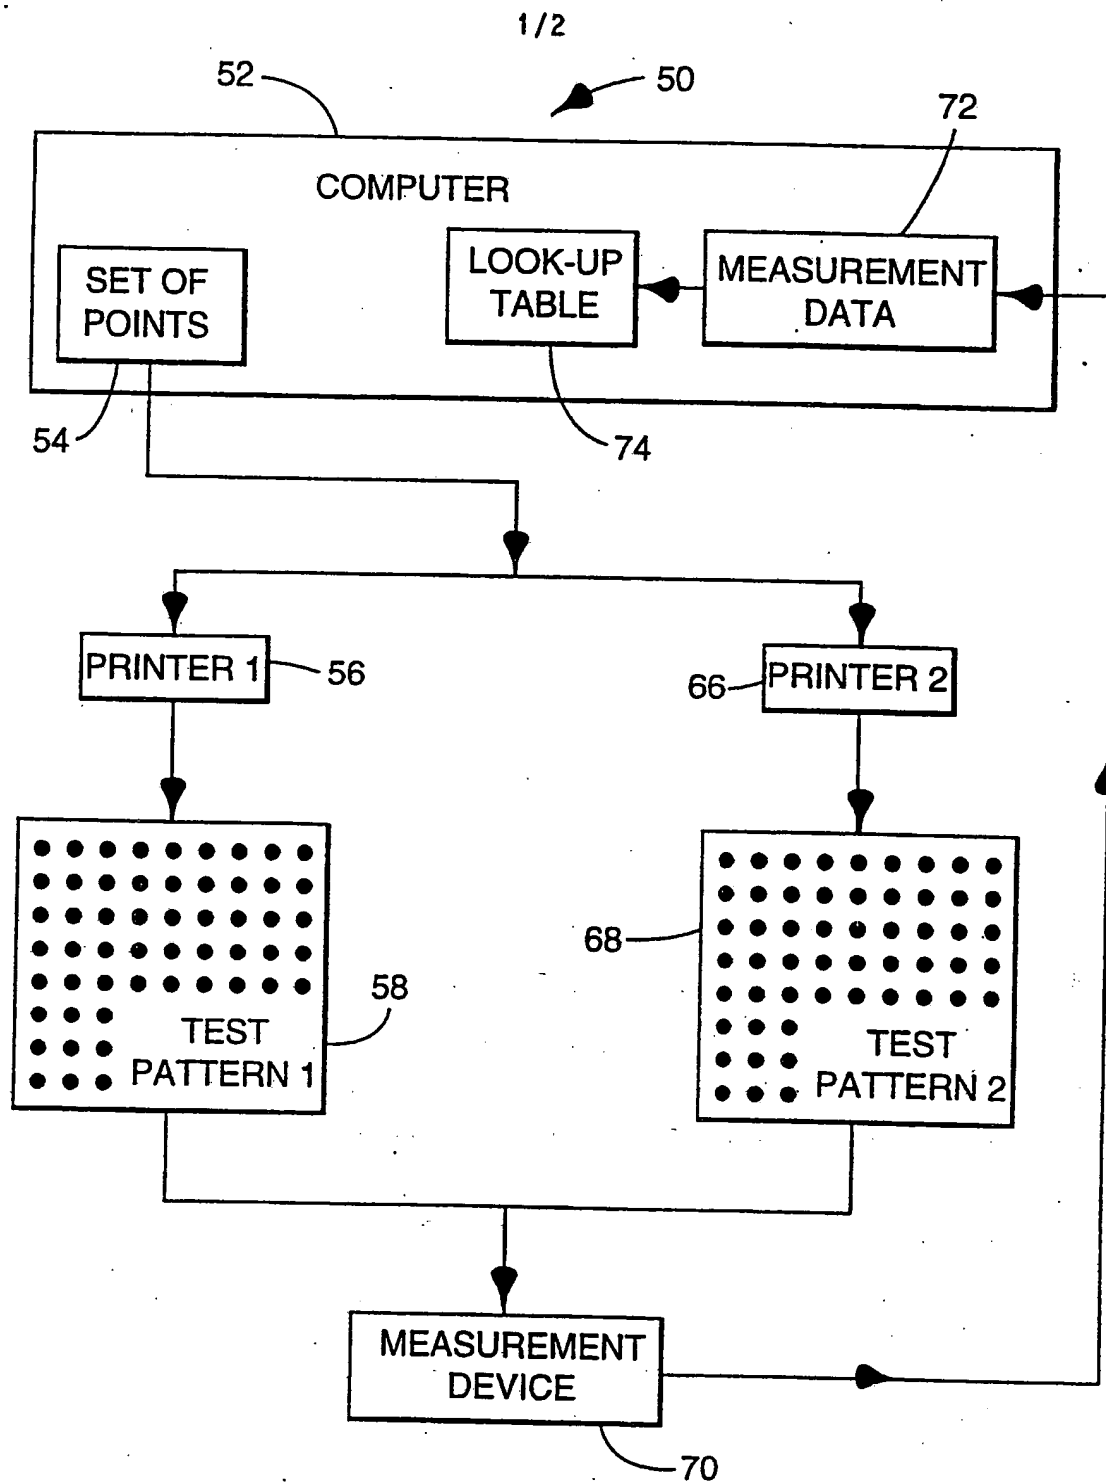 1/2
52
50
72
COMPUTER
SET OF
POINTS
LOOK-UP
TABLE
MEASUREMENT
DATA
54
74
PRINTER 1
56
66
PRINTER 2
68
58
TEST
PATTERN 1
TEST
PATTERN 2
MEASUREMENT
DEVICE
70